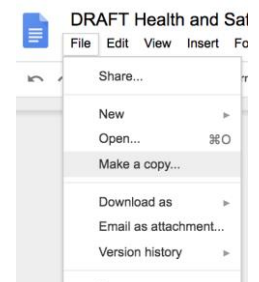 DRAFT Health and Saf
File Edit View Insert Fo
Share...
New
Open... ⌘O
Make a copy...
Download as
Email as attachment...
Version history